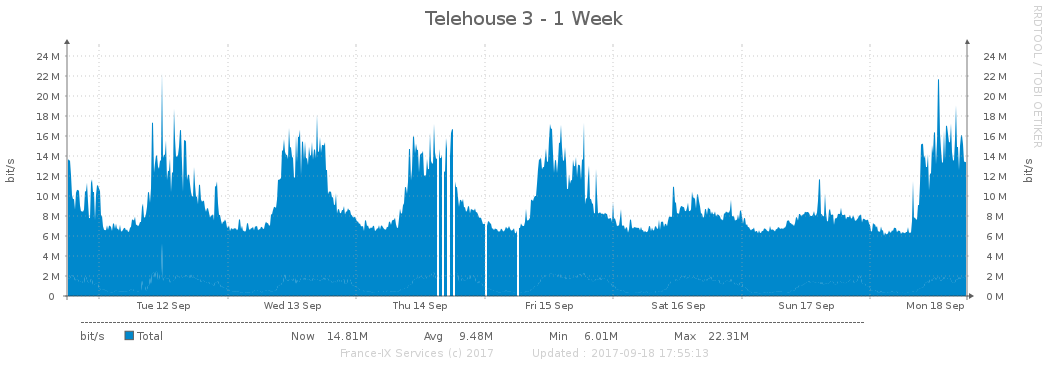 Telehouse 3 - 1 Week
RRDTOOL / TOBI OETIKER
bit/s
24 M 24 M
22 M 22 M
20 M 20 M
18 M 18 M
16 M 16 M
14 M 14 M
12 M 12 M
10 M 10 M
8 M 8 M
6 M 6 M
4 M 4 M
2 M 2 M
0 0 M
bit/s
Tue 12 Sep Wed 13 Sep Thu 14 Sep Fri 15 Sep Sat 16 Sep Sun 17 Sep Mon 18 Sep
bit/s Total Now 14.81M Avg 9.48M Min 6.01M Max 22.31M
France-IX Services (c) 2017 Updated : 2017-09-18 17:55:13